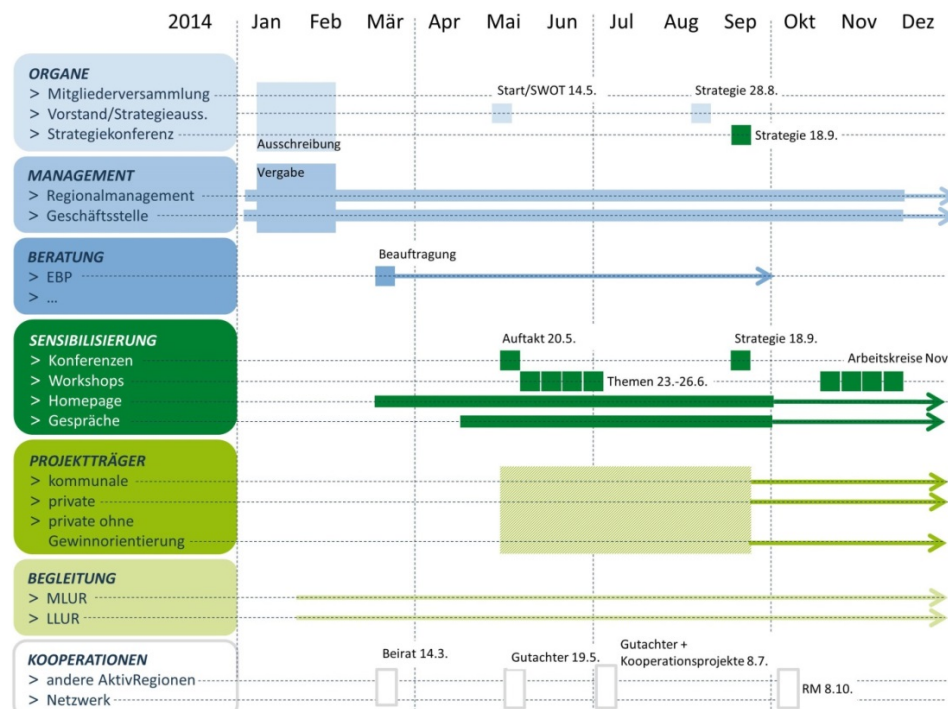 2014 Jan Feb Mär Apr Mai Jun Jul Aug Sep Okt Nov Dez
ORGANE
> Mitgliederversammlung
> Vorstand/Strategieauss.
> Strategiekonferenz
Start/SWOT 14.5.
Strategie 28.8.
Strategie 18.9.
Ausschreibung
MANAGEMENT
> Regionalmanagement
> Geschäftsstelle
Vergabe
BERATUNG
> EBP
> ...
Beauftragung
SENSIBILISIERUNG
> Konferenzen
> Workshops
> Homepage
> Gespräche
Auftakt 20.5.
Strategie 18.9.
Arbeitskreise Nov
Themen 23.-26.6.
PROJEKTTRÄGER
> kommunale
> private
> private ohne
Gewinnorientierung
BEGLEITUNG
> MLUR
> LLUR
KOOPERATIONEN
> andere AktivRegionen
> Netzwerk
Beirat 14.3.
Gutachter 19.5.
Gutachter +
Kooperationsprojekte 8.7.
RM 8.10.